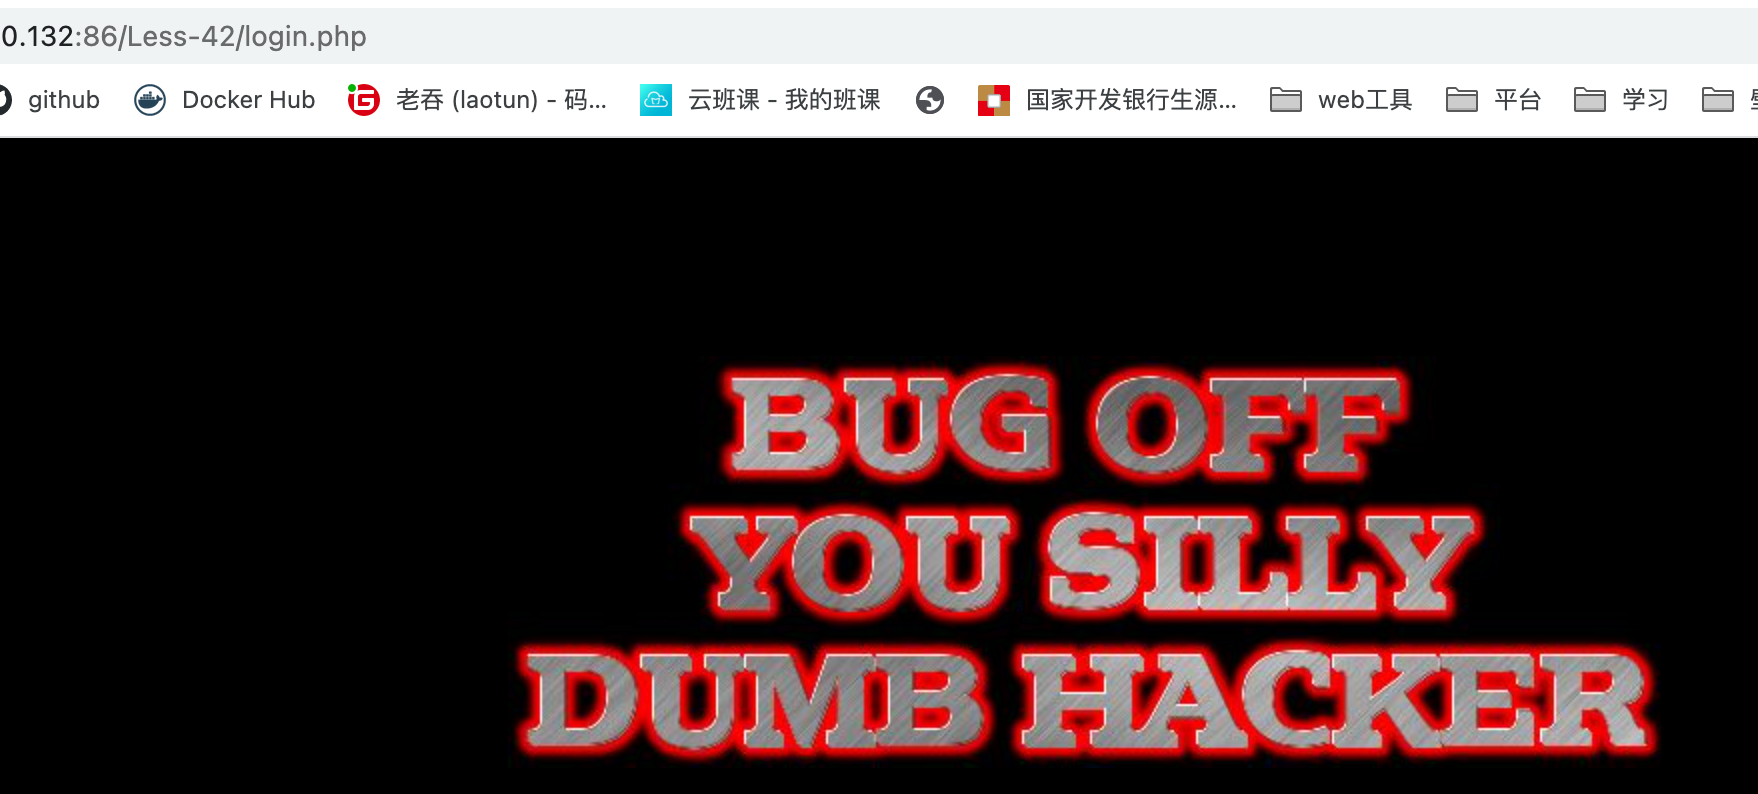 0.132:86/Less-42/login.php
github Docker Hub 老吞 (laotun) - 码... 云班课 - 我的班课 国家开发银行生源... web工具 平台 学习
BUG OFF
YOU SILLY
DUMB HACKER